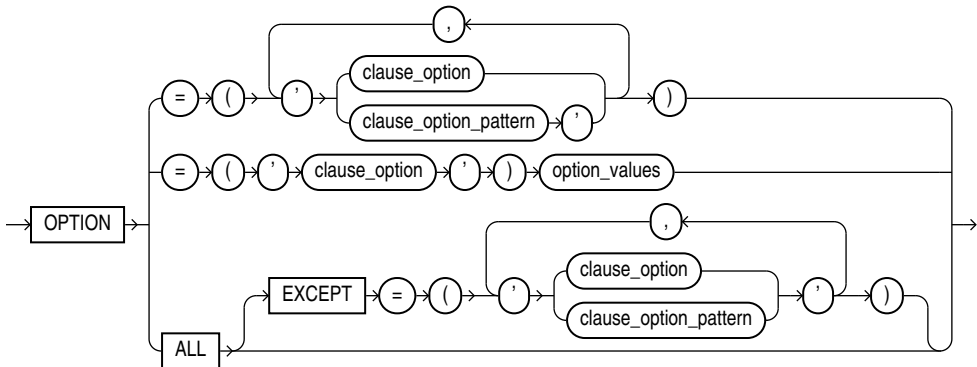 ,
clause_option
= ( ' )
clause_option_pattern '
= ( ' clause_option ' ) option_values
OPTION
,
clause_option
EXCEPT = ( ' ' )
clause_option_pattern
ALL